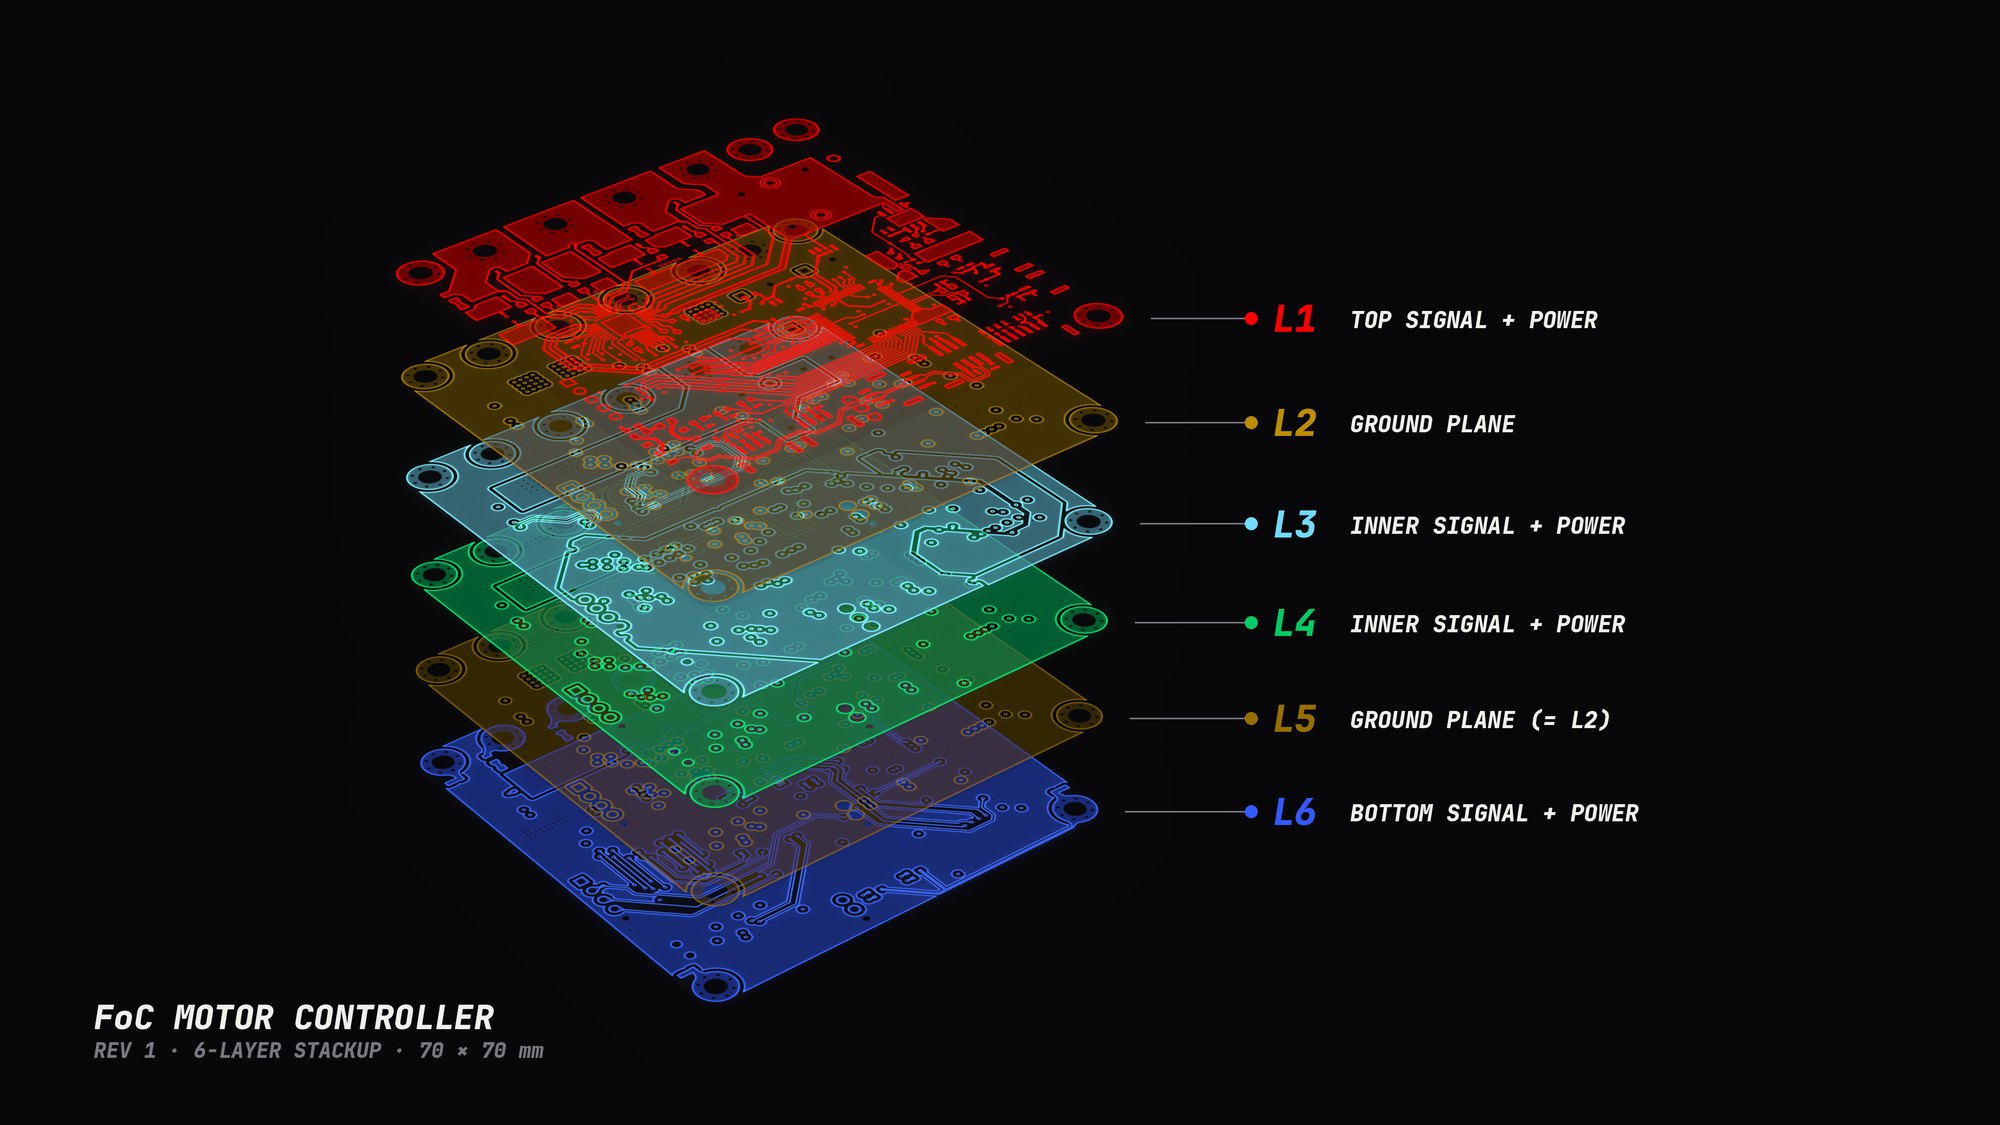 L1 TOP SIGNAL + POWER
L2 GROUND PLANE
L3 INNER SIGNAL + POWER
L4 INNER SIGNAL + POWER
L5 GROUND PLANE (= L2)
L6 BOTTOM SIGNAL + POWER
FoC MOTOR CONTROLLER
REV 1 · 6-LAYER STACKUP · 70 × 70 mm